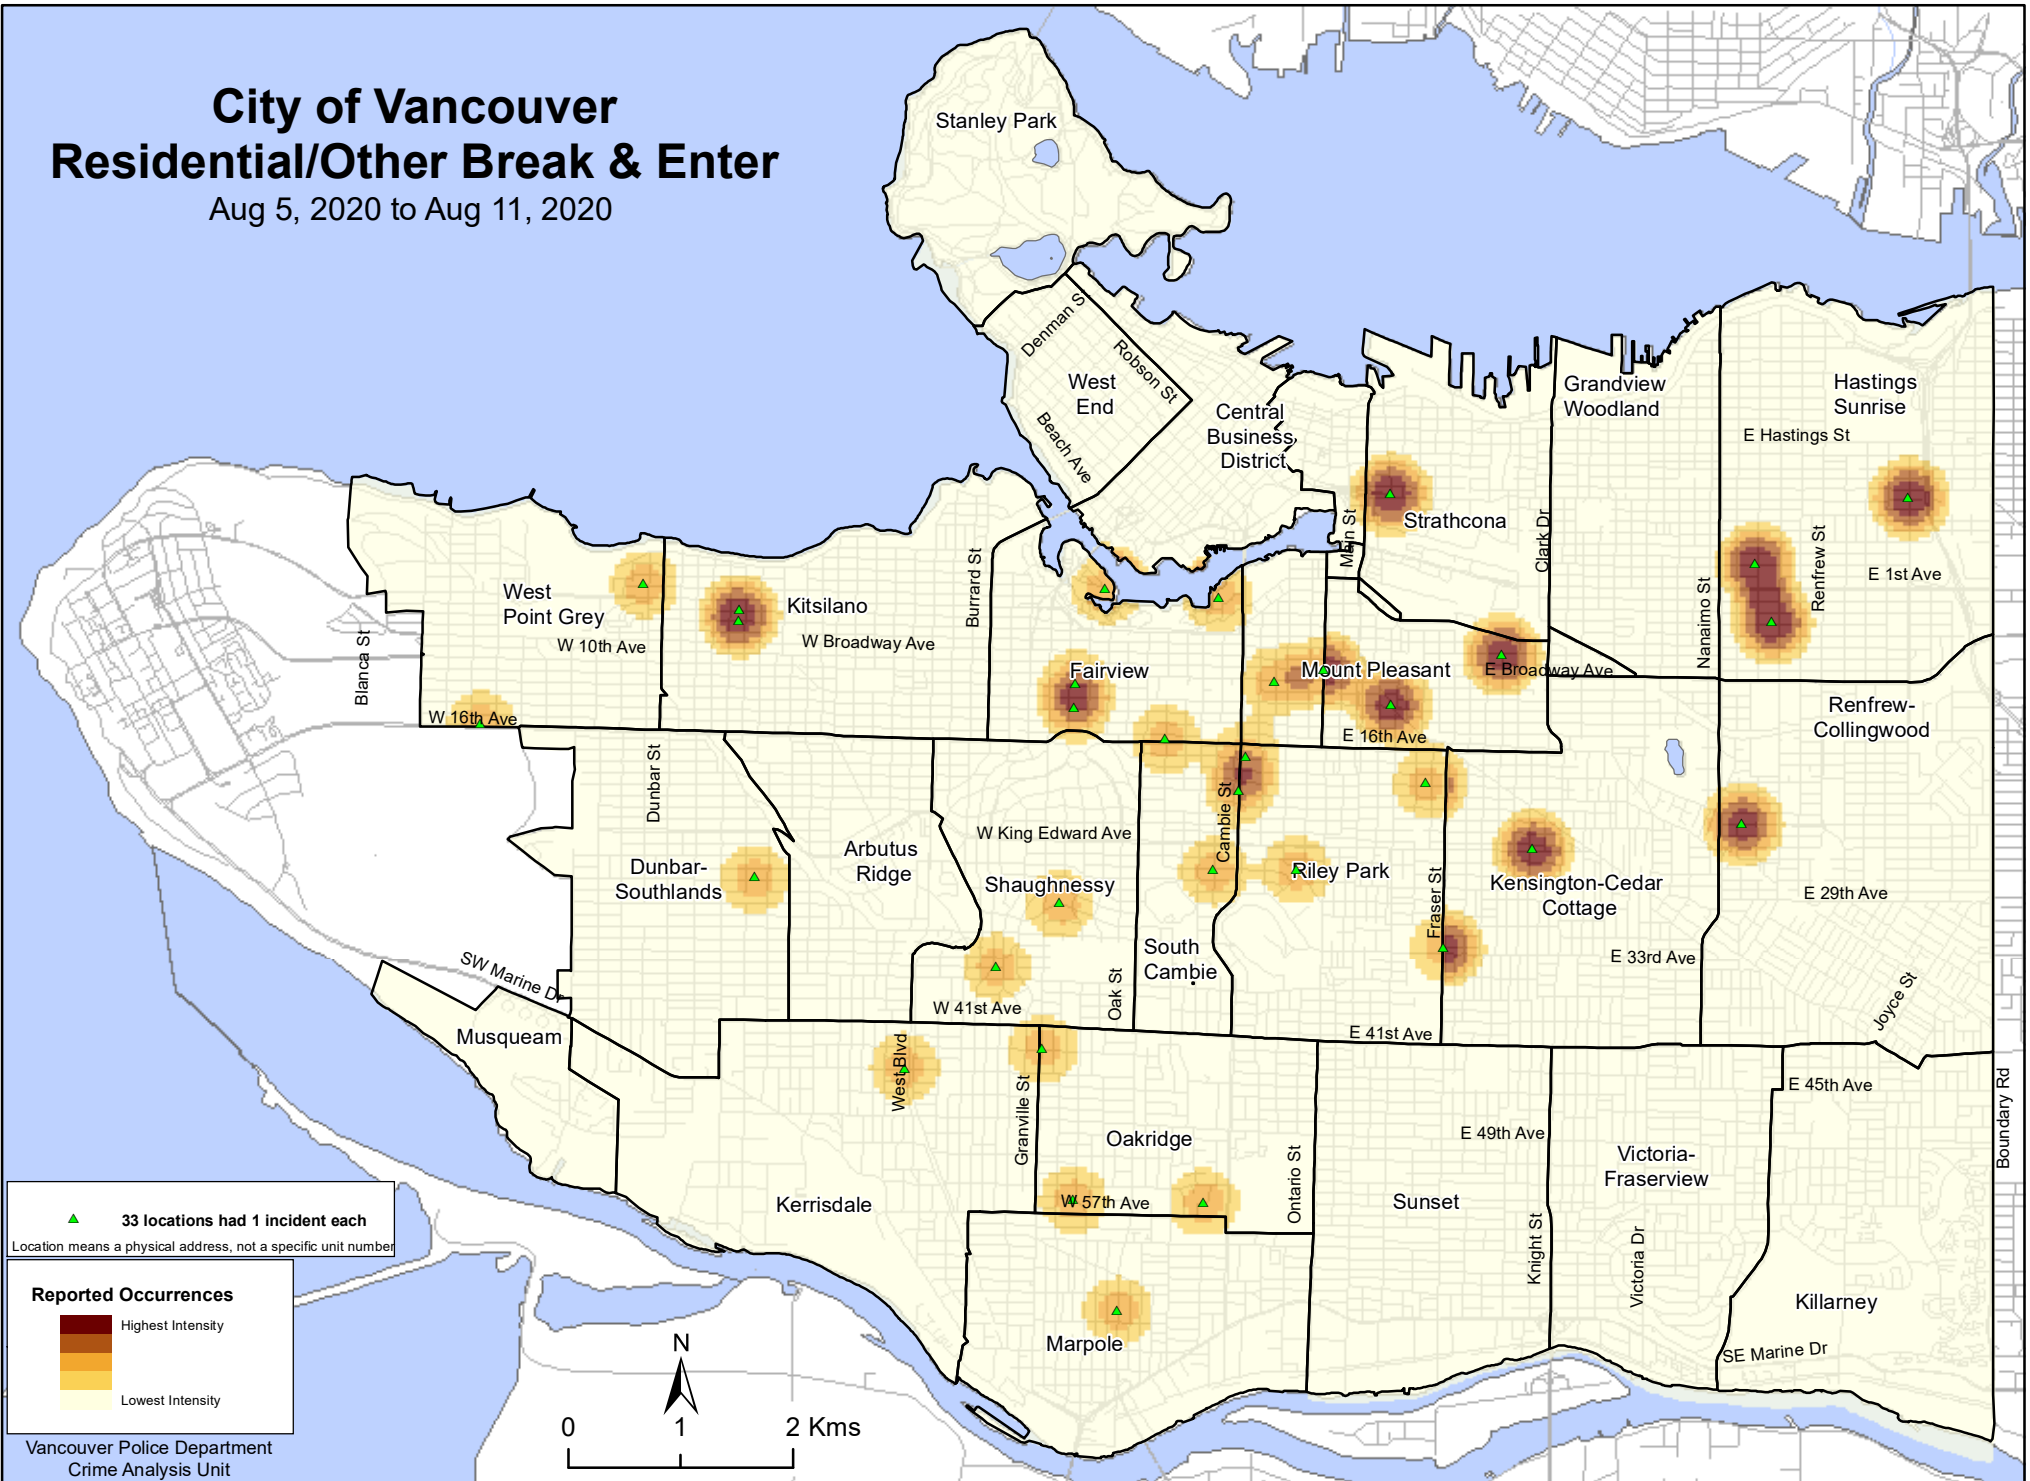 City of Vancouver
Residential/Other Break & Enter
Aug 5, 2020 to Aug 11, 2020
Stanley Park
Denman S
Robson St
West
End
Beach Ave
Central
Business
District
Main St
Strathcona
Clark Dr
Grandview
Woodland
Hastings
Sunrise
E Hastings St
Nanaimo St
Renfrew St
E 1st Ave
West
Point Grey
W 10th Ave
Blanca St
W 16th Ave
Kitsilano
W Broadway Ave
Burrard St
Fairview
Mount Pleasant
E Broadway Ave
E 16th Ave
Renfrew-
Collingwood
Dunbar St
Dunbar-
Southlands
Arbutus
Ridge
W King Edward Ave
Shaughnessy
Cambie St
Riley Park
Fraser St
Kensington-Cedar
Cottage
E 29th Ave
E 33rd Ave
South
Cambie
Oak St
W 41st Ave
E 41st Ave
Joyce St
SW Marine Dr
Musqueam
West Blvd
Granville St
Oakridge
Ontario St
E 49th Ave
E 45th Ave
Boundary Rd
Victoria-
Fraserview
Kerrisdale
W 57th Ave
Sunset
Knight St
Victoria Dr
Killarney
SE Marine Dr
Marpole
33 locations had 1 incident each
Location means a physical address, not a specific unit number
Reported Occurrences
Highest Intensity
Lowest Intensity
Vancouver Police Department
Crime Analysis Unit
N
0 1 2 Kms